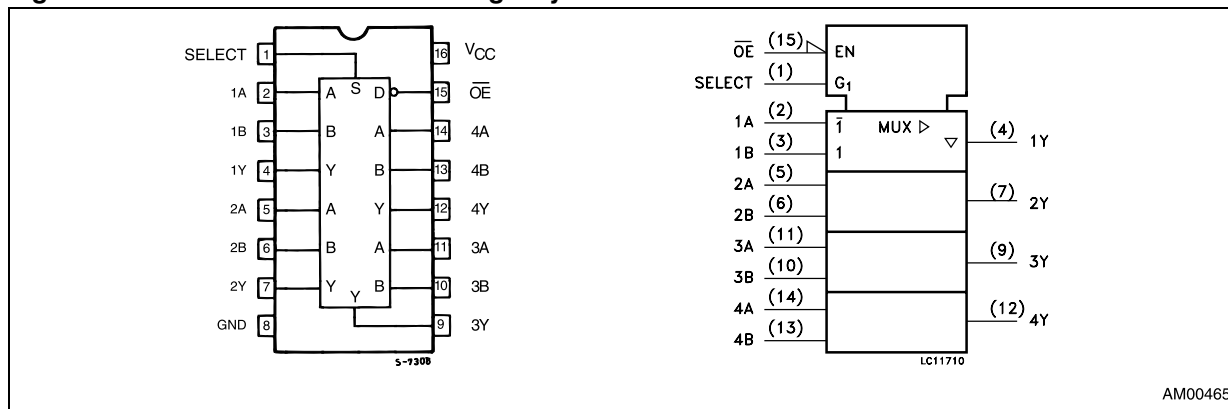 SELECT 1 16 VCC
1A 2 A S D 15 OE
1B 3 B A 14 4A
1Y 4 Y B 13 4B
2A 5 A Y 12 4Y
2B 6 B A 11 3A
2Y 7 Y Y B 10 3B
GND 8 9 3Y
S-7308
OE (15) EN
SELECT (1) G1
1A (2) 1 MUX (4) 1Y
1B (3) 1
2A (5)
2B (6) (7) 2Y
3A (11)
3B (10) (9) 3Y
4A (14)
4B (13) (12) 4Y
LC11710
AM00465